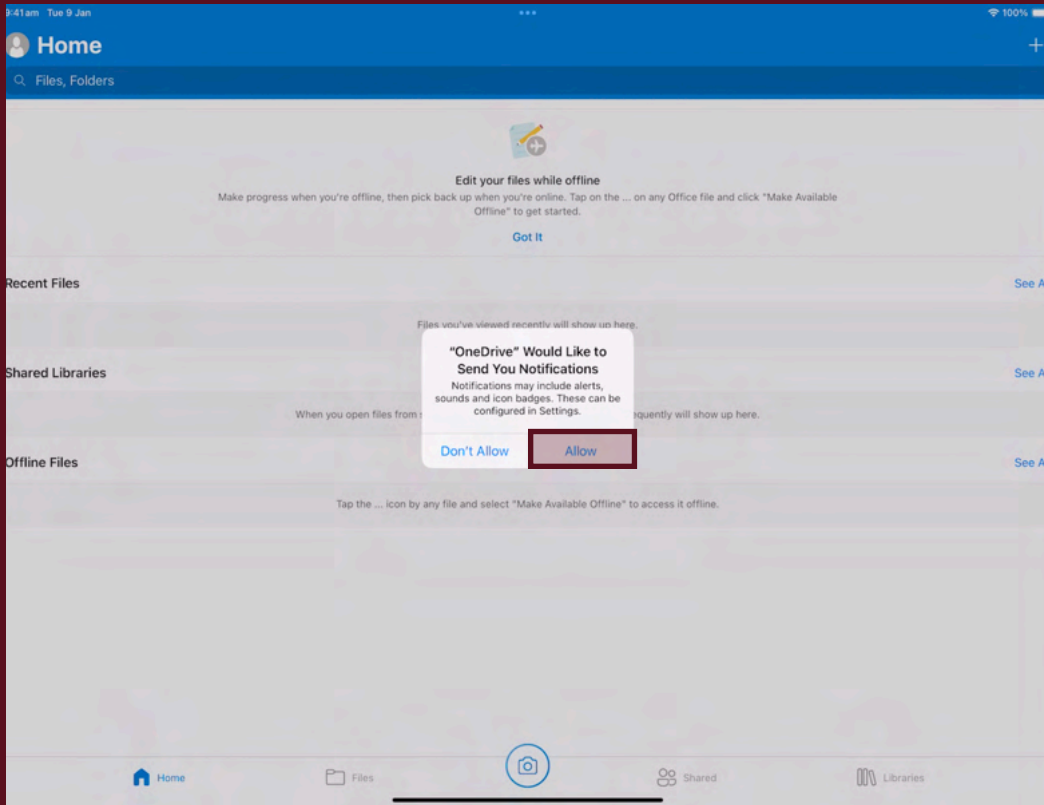 9:41am Tue 9 Jan
100%
Home
Files, Folders
Edit your files while offline
Make progress when you're offline, then pick back up when you're online. Tap on the ... on any Office file and click "Make Available
Offline" to get started.
Got It
Recent Files
See A
Files you've viewed recently will show up here.
"OneDrive" Would Like to
Send You Notifications
Notifications may include alerts,
sounds and icon badges. These can be
configured in Settings.
Don't Allow
Allow
Shared Libraries
See A
When you open files from
equently will show up here.
Offline Files
See A
Tap the ... icon by any file and select "Make Available Offline" to access it offline.
Home
Files
Shared
Libraries